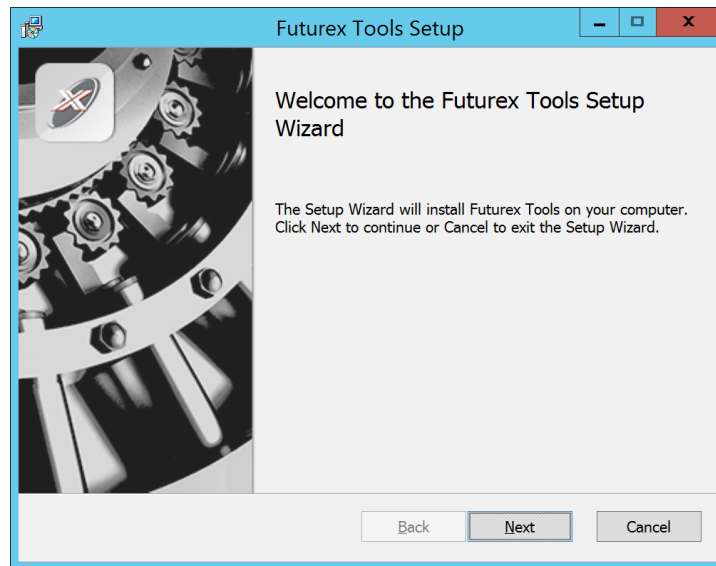 Futurex Tools Setup
Welcome to the Futurex Tools Setup
Wizard
The Setup Wizard will install Futurex Tools on your computer.
Click Next to continue or Cancel to exit the Setup Wizard.
Back
Next
Cancel